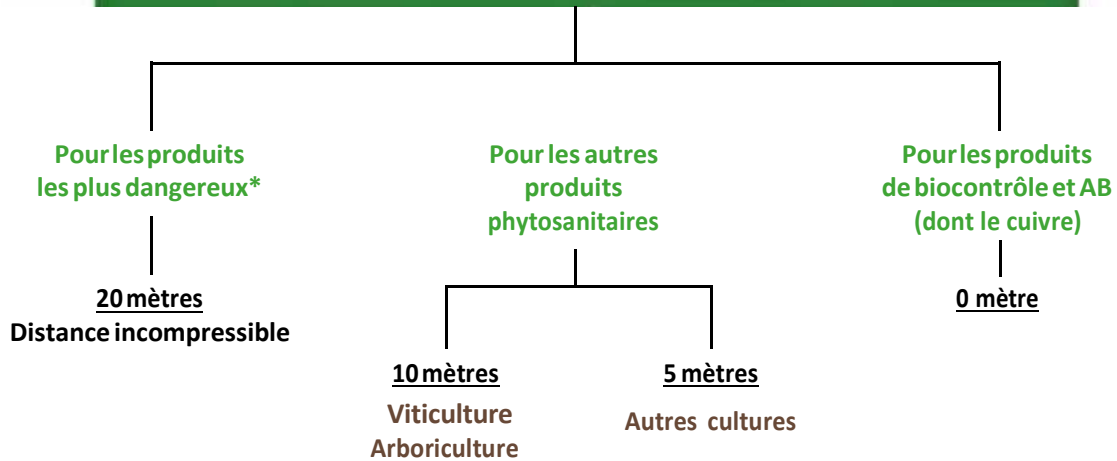 Pour les produits
les plus dangereux*
20 mètres
Distance incompressible
Pour les autres
produits
phytosanitaires
10 mètres
Viticulture
Arboriculture
5 mètres
Autres cultures
Pour les produits
de biocontrôle et AB
(dont le cuivre)
0 mètre